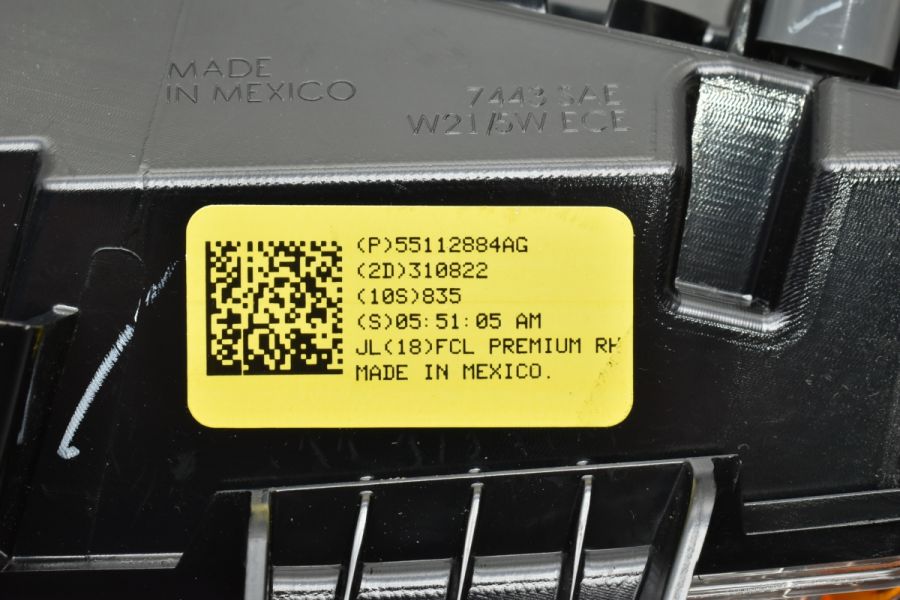 MADE
IN MEXICO
7443 SAE
W21/5W ECE
(P)55112884AG
(2D)310822
(10S)835
(S)05:51:05 AM
JL(18)FCL PREMIUM RH
MADE IN MEXICO.